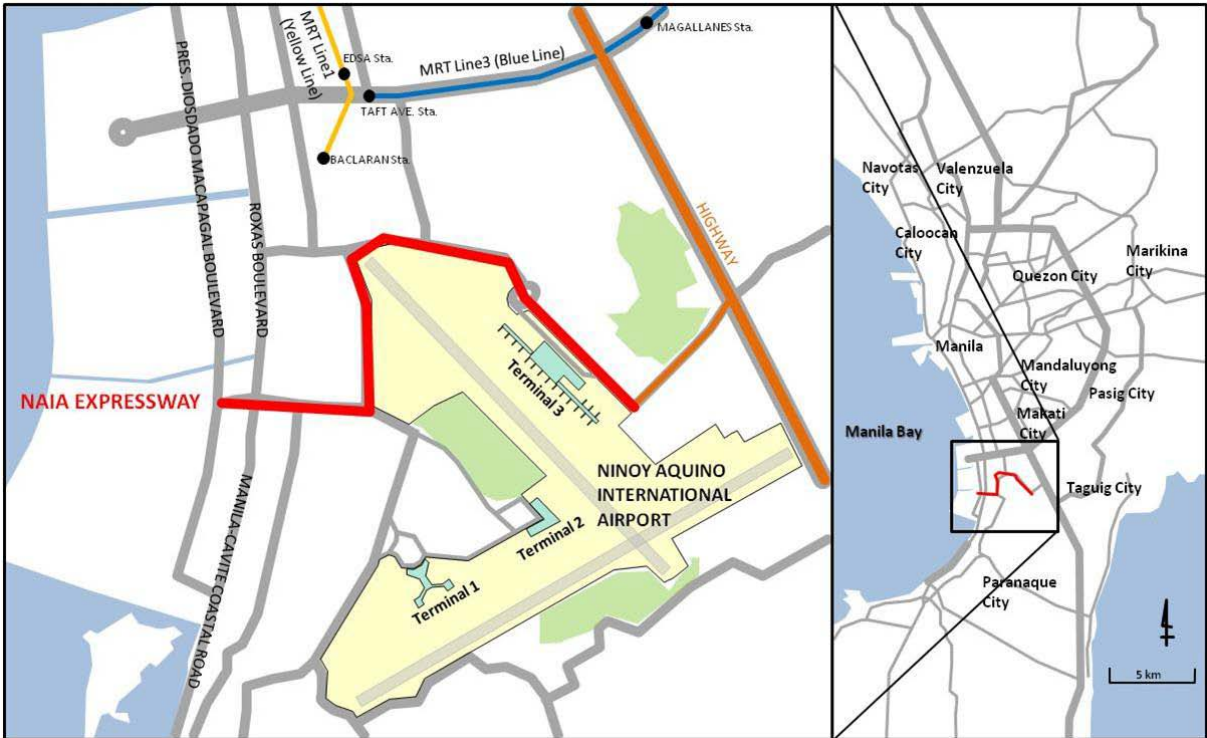 PRES. DIOSDADO MACAPAGAL BOULEVARD
MRT Line1
(Yellow Line)
EDSA Sta.
MAGALLANES Sta.
MRT Line3 (Blue Line)
TAFT AVE. Sta.
BACLARAN Sta.
ROXAS BOULEVARD
HIGHWAY
NAIA EXPRESSWAY
Terminal 3
NINOY AQUINO
INTERNATIONAL
AIRPORT
Terminal 2
Terminal 1
MANILA-CAVITE COASTAL ROAD
Navotas
City
Valenzuela
City
Caloocan
City
Marikina
City
Quezon City
Manila
Mandaluyong
City
Pasig City
Makati
City
Manila Bay
Taguig City
Paranaque
City
5 km